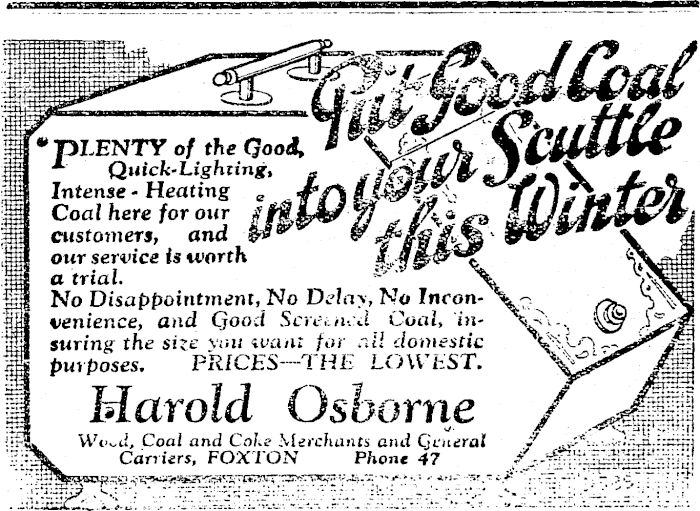 Put Good Coal
into your Scuttle
this Winter
"PLENTY of the Good,
Quick-Lighting,
Intense - Heating
Coal here for our
customers, and
our service is worth
a trial.
No Disappointment, No Delay, No Incon-
venience, and Good Screened Coal, in-
suring the size you want for all domestic
purposes. PRICES—THE LOWEST.
Harold Osborne
Wood, Coal and Coke Merchants and General
Carriers, FOXTON Phone 47